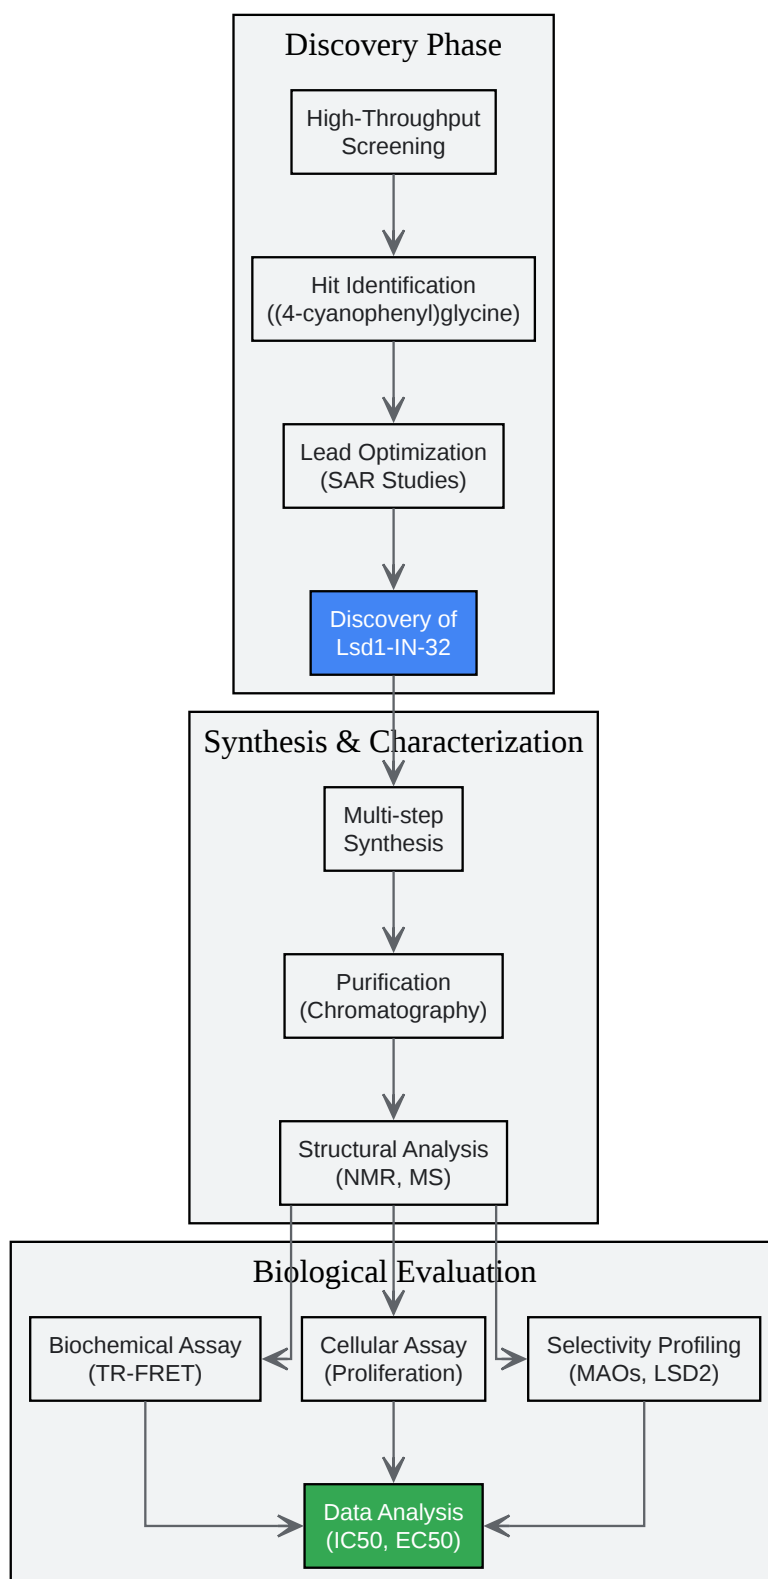 Discovery Phase
High-Throughput
Screening
Hit Identification
((4-cyanophenyl)glycine)
Lead Optimization
(SAR Studies)
Discovery of
Lsd1-IN-32
Synthesis & Characterization
Multi-step
Synthesis
Purification
(Chromatography)
Structural Analysis
(NMR, MS)
Biological Evaluation
Biochemical Assay
(TR-FRET)
Cellular Assay
(Proliferation)
Selectivity Profiling
(MAOs, LSD2)
Data Analysis
(IC50, EC50)